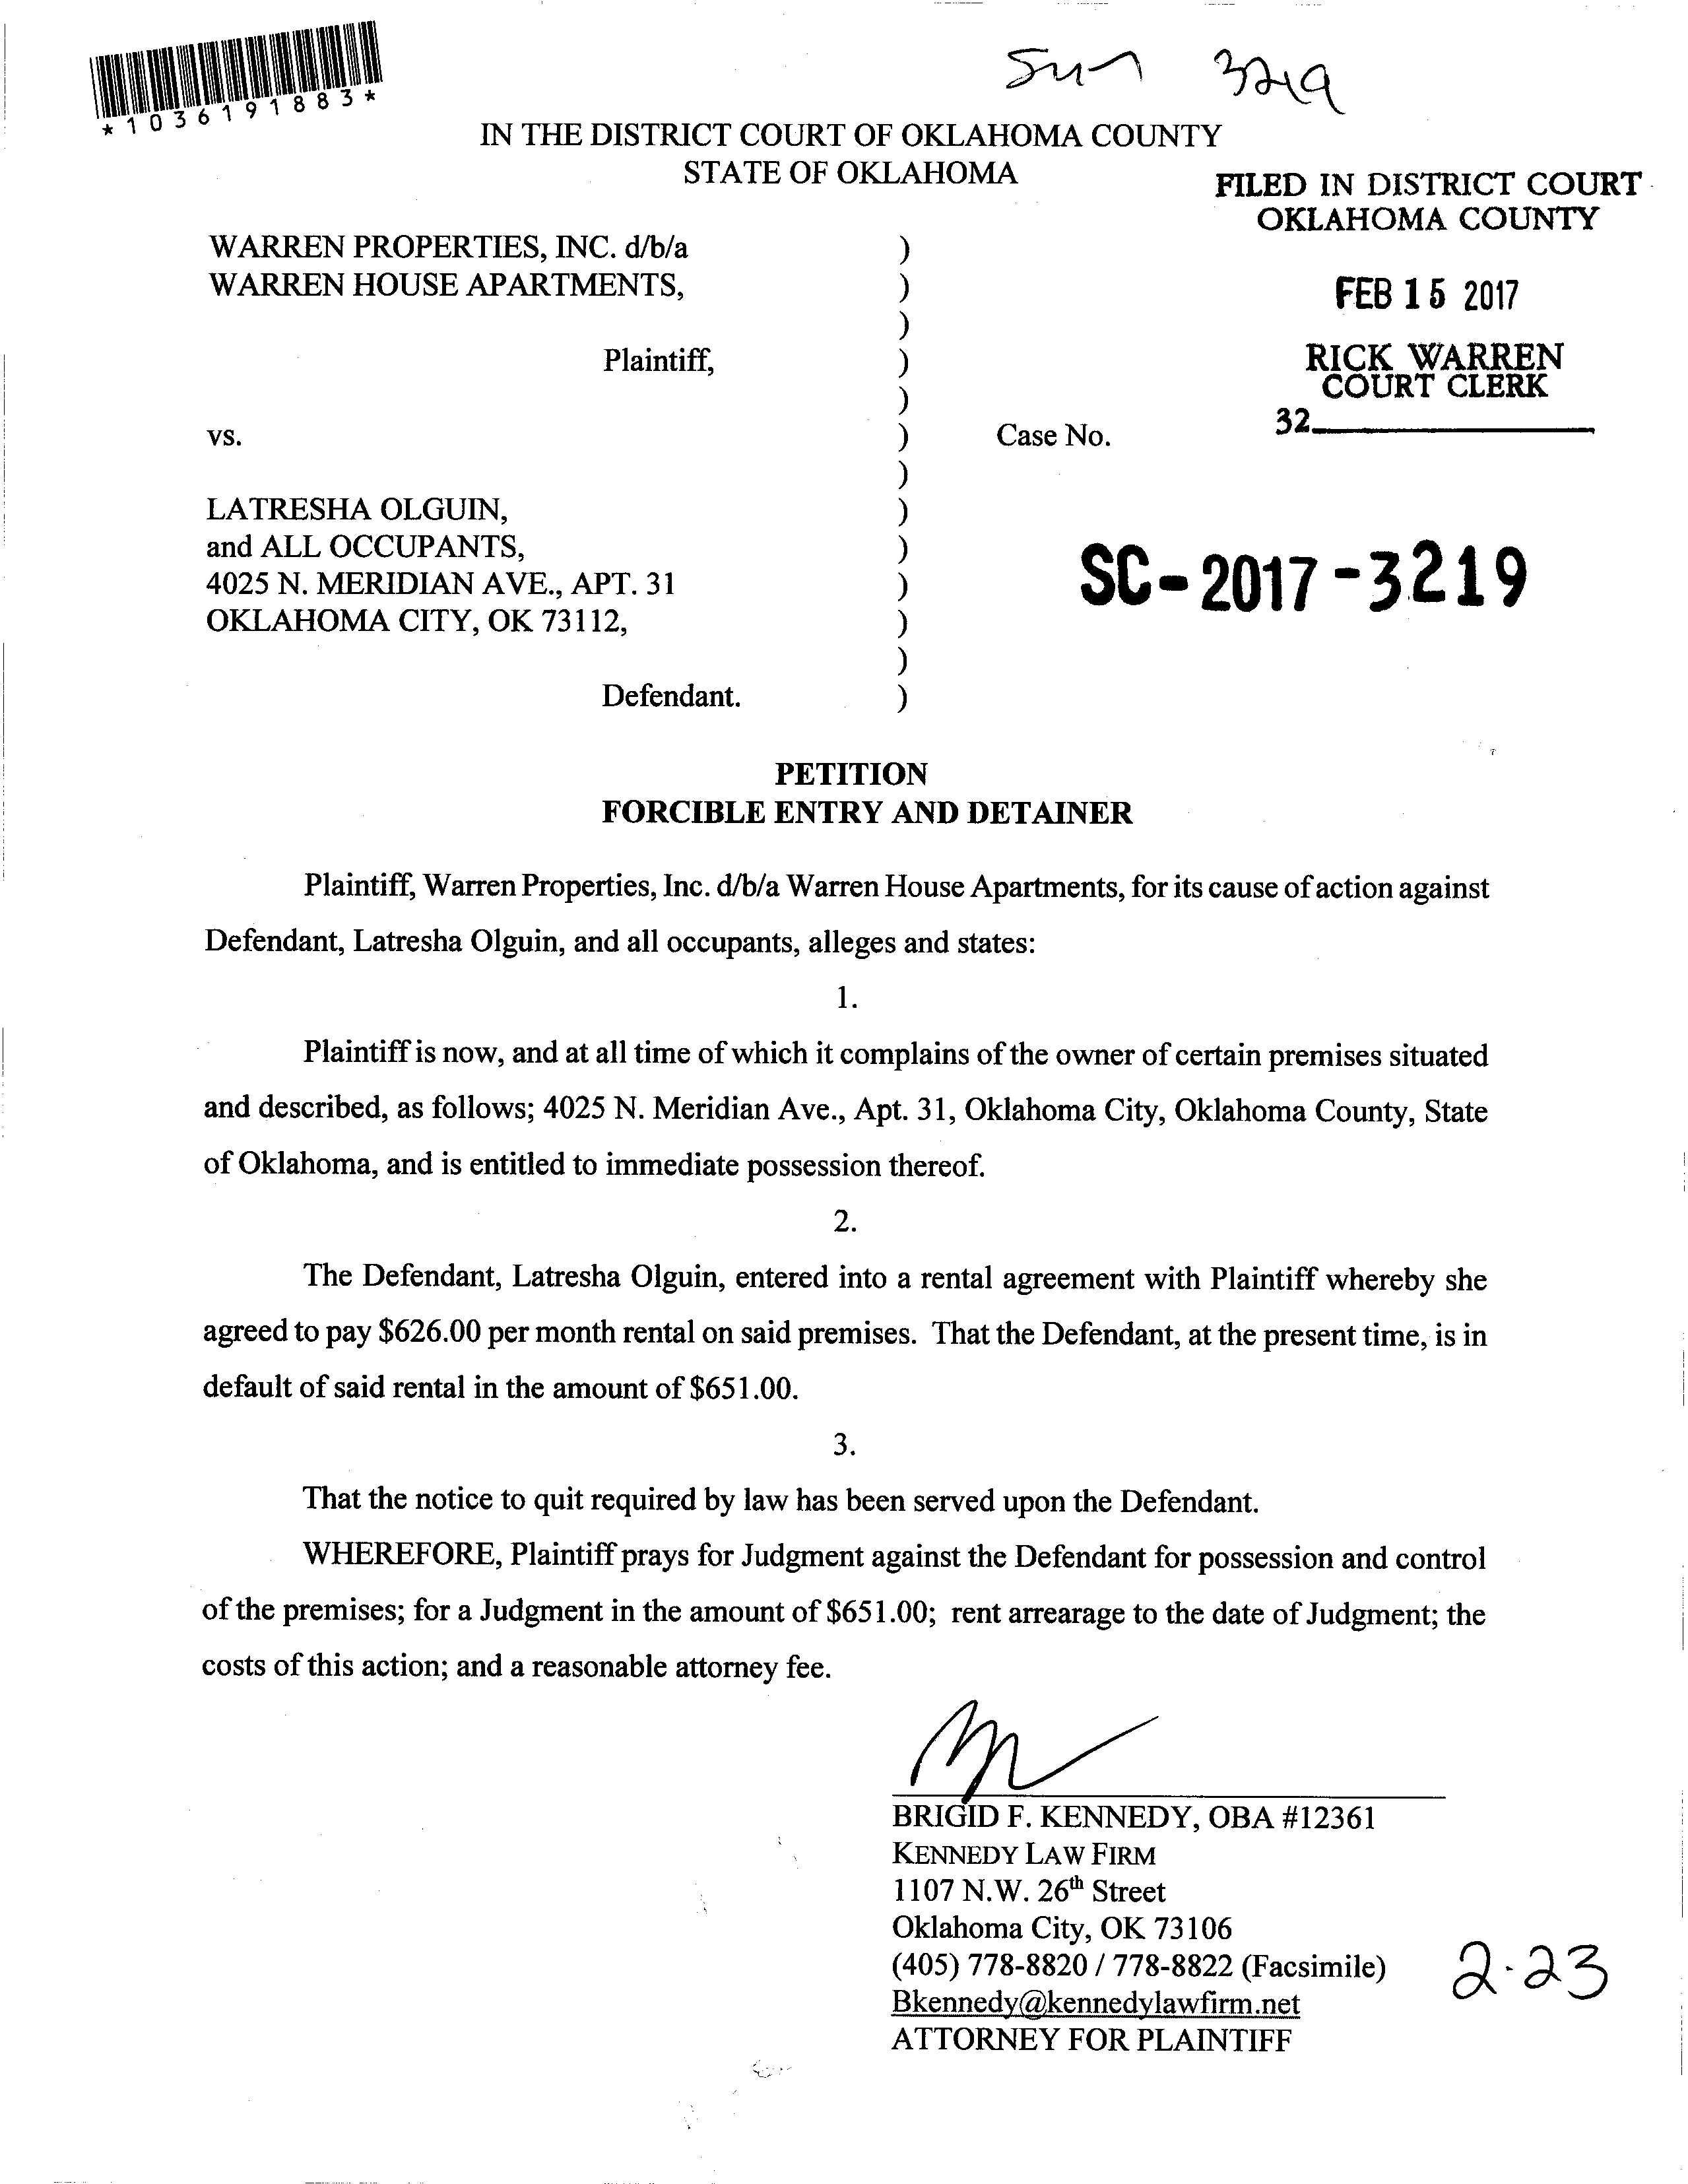 *1036191883*
3219
IN THE DISTRICT COURT OF OKLAHOMA COUNTY
STATE OF OKLAHOMA
FILED IN DISTRICT COURT
OKLAHOMA COUNTY
FEB 15 2017
RICK WARREN
COURT CLERK
32
WARREN PROPERTIES, INC. d/b/a )
WARREN HOUSE APARTMENTS, )
)
Plaintiff, )
)
vs. ) Case No.
)
LATRESHA OLGUIN, )
and ALL OCCUPANTS, )
4025 N. MERIDIAN AVE., APT. 31 )
OKLAHOMA CITY, OK 73112, )
)
Defendant. )
SC-2017-3219
PETITION
FORCIBLE ENTRY AND DETAINER
Plaintiff, Warren Properties, Inc. d/b/a Warren House Apartments, for its cause of action against
Defendant, Latresha Olguin, and all occupants, alleges and states:
1.
Plaintiff is now, and at all time of which it complains of the owner of certain premises situated
and described, as follows; 4025 N. Meridian Ave., Apt. 31, Oklahoma City, Oklahoma County, State
of Oklahoma, and is entitled to immediate possession thereof.
2.
The Defendant, Latresha Olguin, entered into a rental agreement with Plaintiff whereby she
agreed to pay $626.00 per month rental on said premises. That the Defendant, at the present time, is in
default of said rental in the amount of $651.00.
3.
That the notice to quit required by law has been served upon the Defendant.
WHEREFORE, Plaintiff prays for Judgment against the Defendant for possession and control
of the premises; for a Judgment in the amount of $651.00; rent arrearage to the date of Judgment; the
costs of this action; and a reasonable attorney fee.
BRIGID F. KENNEDY, OBA #12361
KENNEDY LAW FIRM
1107 N.W. 26th Street
Oklahoma City, OK 73106
(405) 778-8820 / 778-8822 (Facsimile)
Bkennedy@kennedylawfirm.net
ATTORNEY FOR PLAINTIFF
2.23